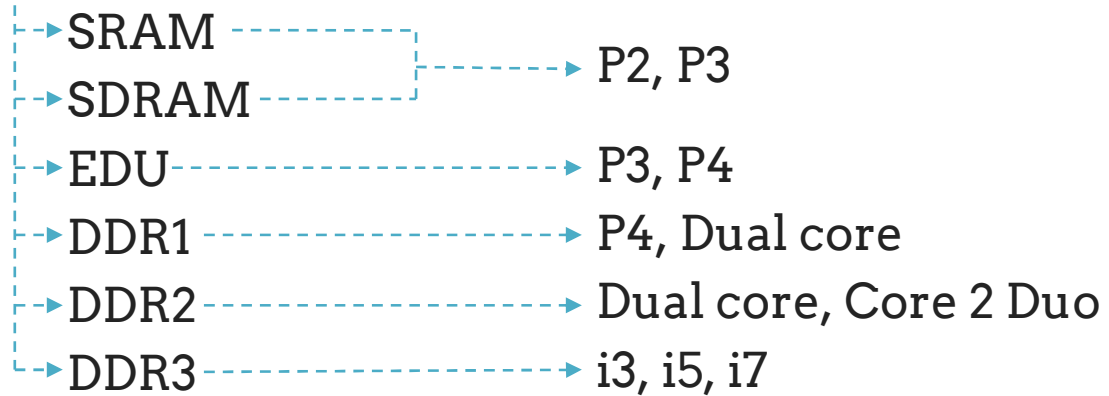 SRAM
SDRAM
P2, P3
EDU
P3, P4
DDR1
P4, Dual core
DDR2
Dual core, Core 2 Duo
DDR3
i3, i5, i7